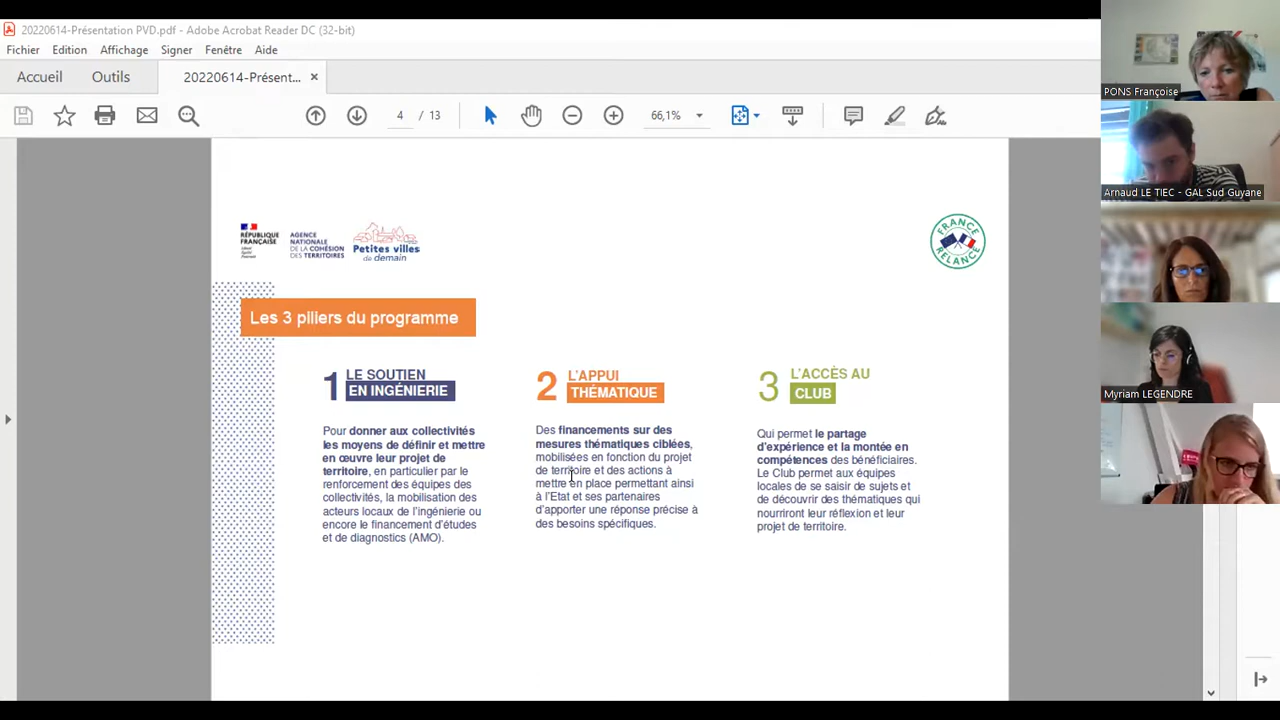 20220614-Présentation PVD.pdf - Adobe Acrobat Reader DC (32-bit)
Fichier Edition Affichage Signer Fenêtre Aide
Accueil Outils 20220614-Présent... ×
4 / 13 66,1%
RÉPUBLIQUE
FRANÇAISE
AGENCE
NATIONALE
DE LA COHÉSION
DES TERRITOIRES
Petites villes
de demain
FRANCE
RELANCE
Les 3 piliers du programme
1 LE SOUTIEN
EN INGÉNIERIE
Pour donner aux collectivités
les moyens de définir et mettre
en œuvre leur projet de
territoire, en particulier par le
renforcement des équipes des
collectivités, la mobilisation des
acteurs locaux de l'ingénierie ou
encore le financement d'études
et de diagnostics (AMO).
2 L'APPUI
THÉMATIQUE
Des financements sur des
mesures thématiques ciblées,
mobilisées en fonction du projet
de territoire et des actions à
mettre en place permettant ainsi
à l'Etat et ses partenaires
d'apporter une réponse précise à
des besoins spécifiques.
3 L'ACCÈS AU
CLUB
Qui permet le partage
d'expérience et la montée en
compétences des bénéficiaires.
Le Club permet aux équipes
locales de se saisir de sujets et
de découvrir des thématiques qui
nourriront leur réflexion et leur
projet de territoire.
PONS Françoise
Arnaud LE TIEC - GAL Sud Guyane
Myriam LEGENDRE